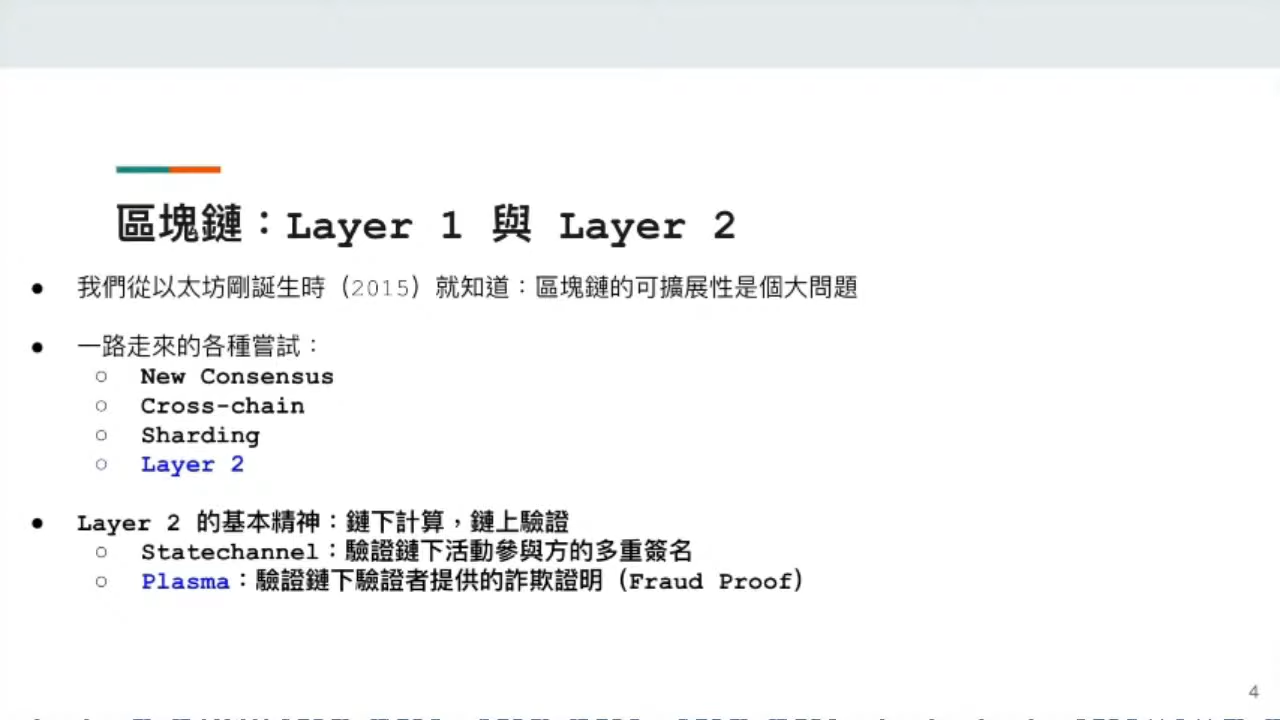 區塊鏈：Layer 1 與 Layer 2
● 我們從以太坊剛誕生時（2015）就知道：區塊鏈的可擴展性是個大問題
● 一路走來的各種嘗試：
○ New Consensus
○ Cross-chain
○ Sharding
○ Layer 2
● Layer 2 的基本精神：鏈下計算，鏈上驗證
○ Statechannel：驗證鏈下活動參與方的多重簽名
○ Plasma：驗證鏈下驗證者提供的詐欺證明（Fraud Proof）
4